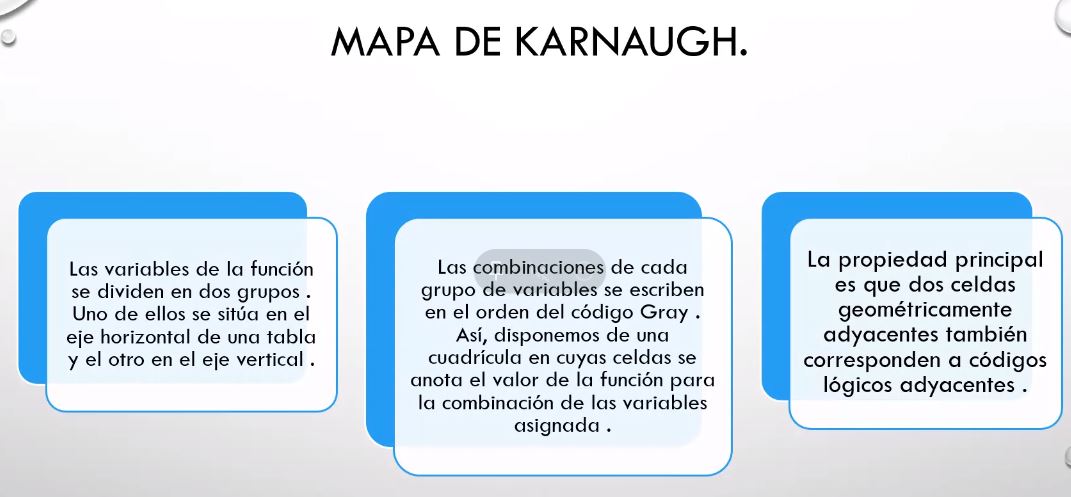 MAPA DE KARNAUGH.
Las variables de la función
se dividen en dos grupos .
Uno de ellos se sitúa en el
eje horizontal de una tabla
y el otro en el eje vertical .
Las combinaciones de cada
grupo de variables se escriben
en el orden del código Gray .
Así, disponemos de una
cuadrícula en cuyas celdas se
anota el valor de la función para
la combinación de las variables
asignada .
La propiedad principal
es que dos celdas
geométricamente
adyacentes también
corresponden a códigos
lógicos adyacentes .